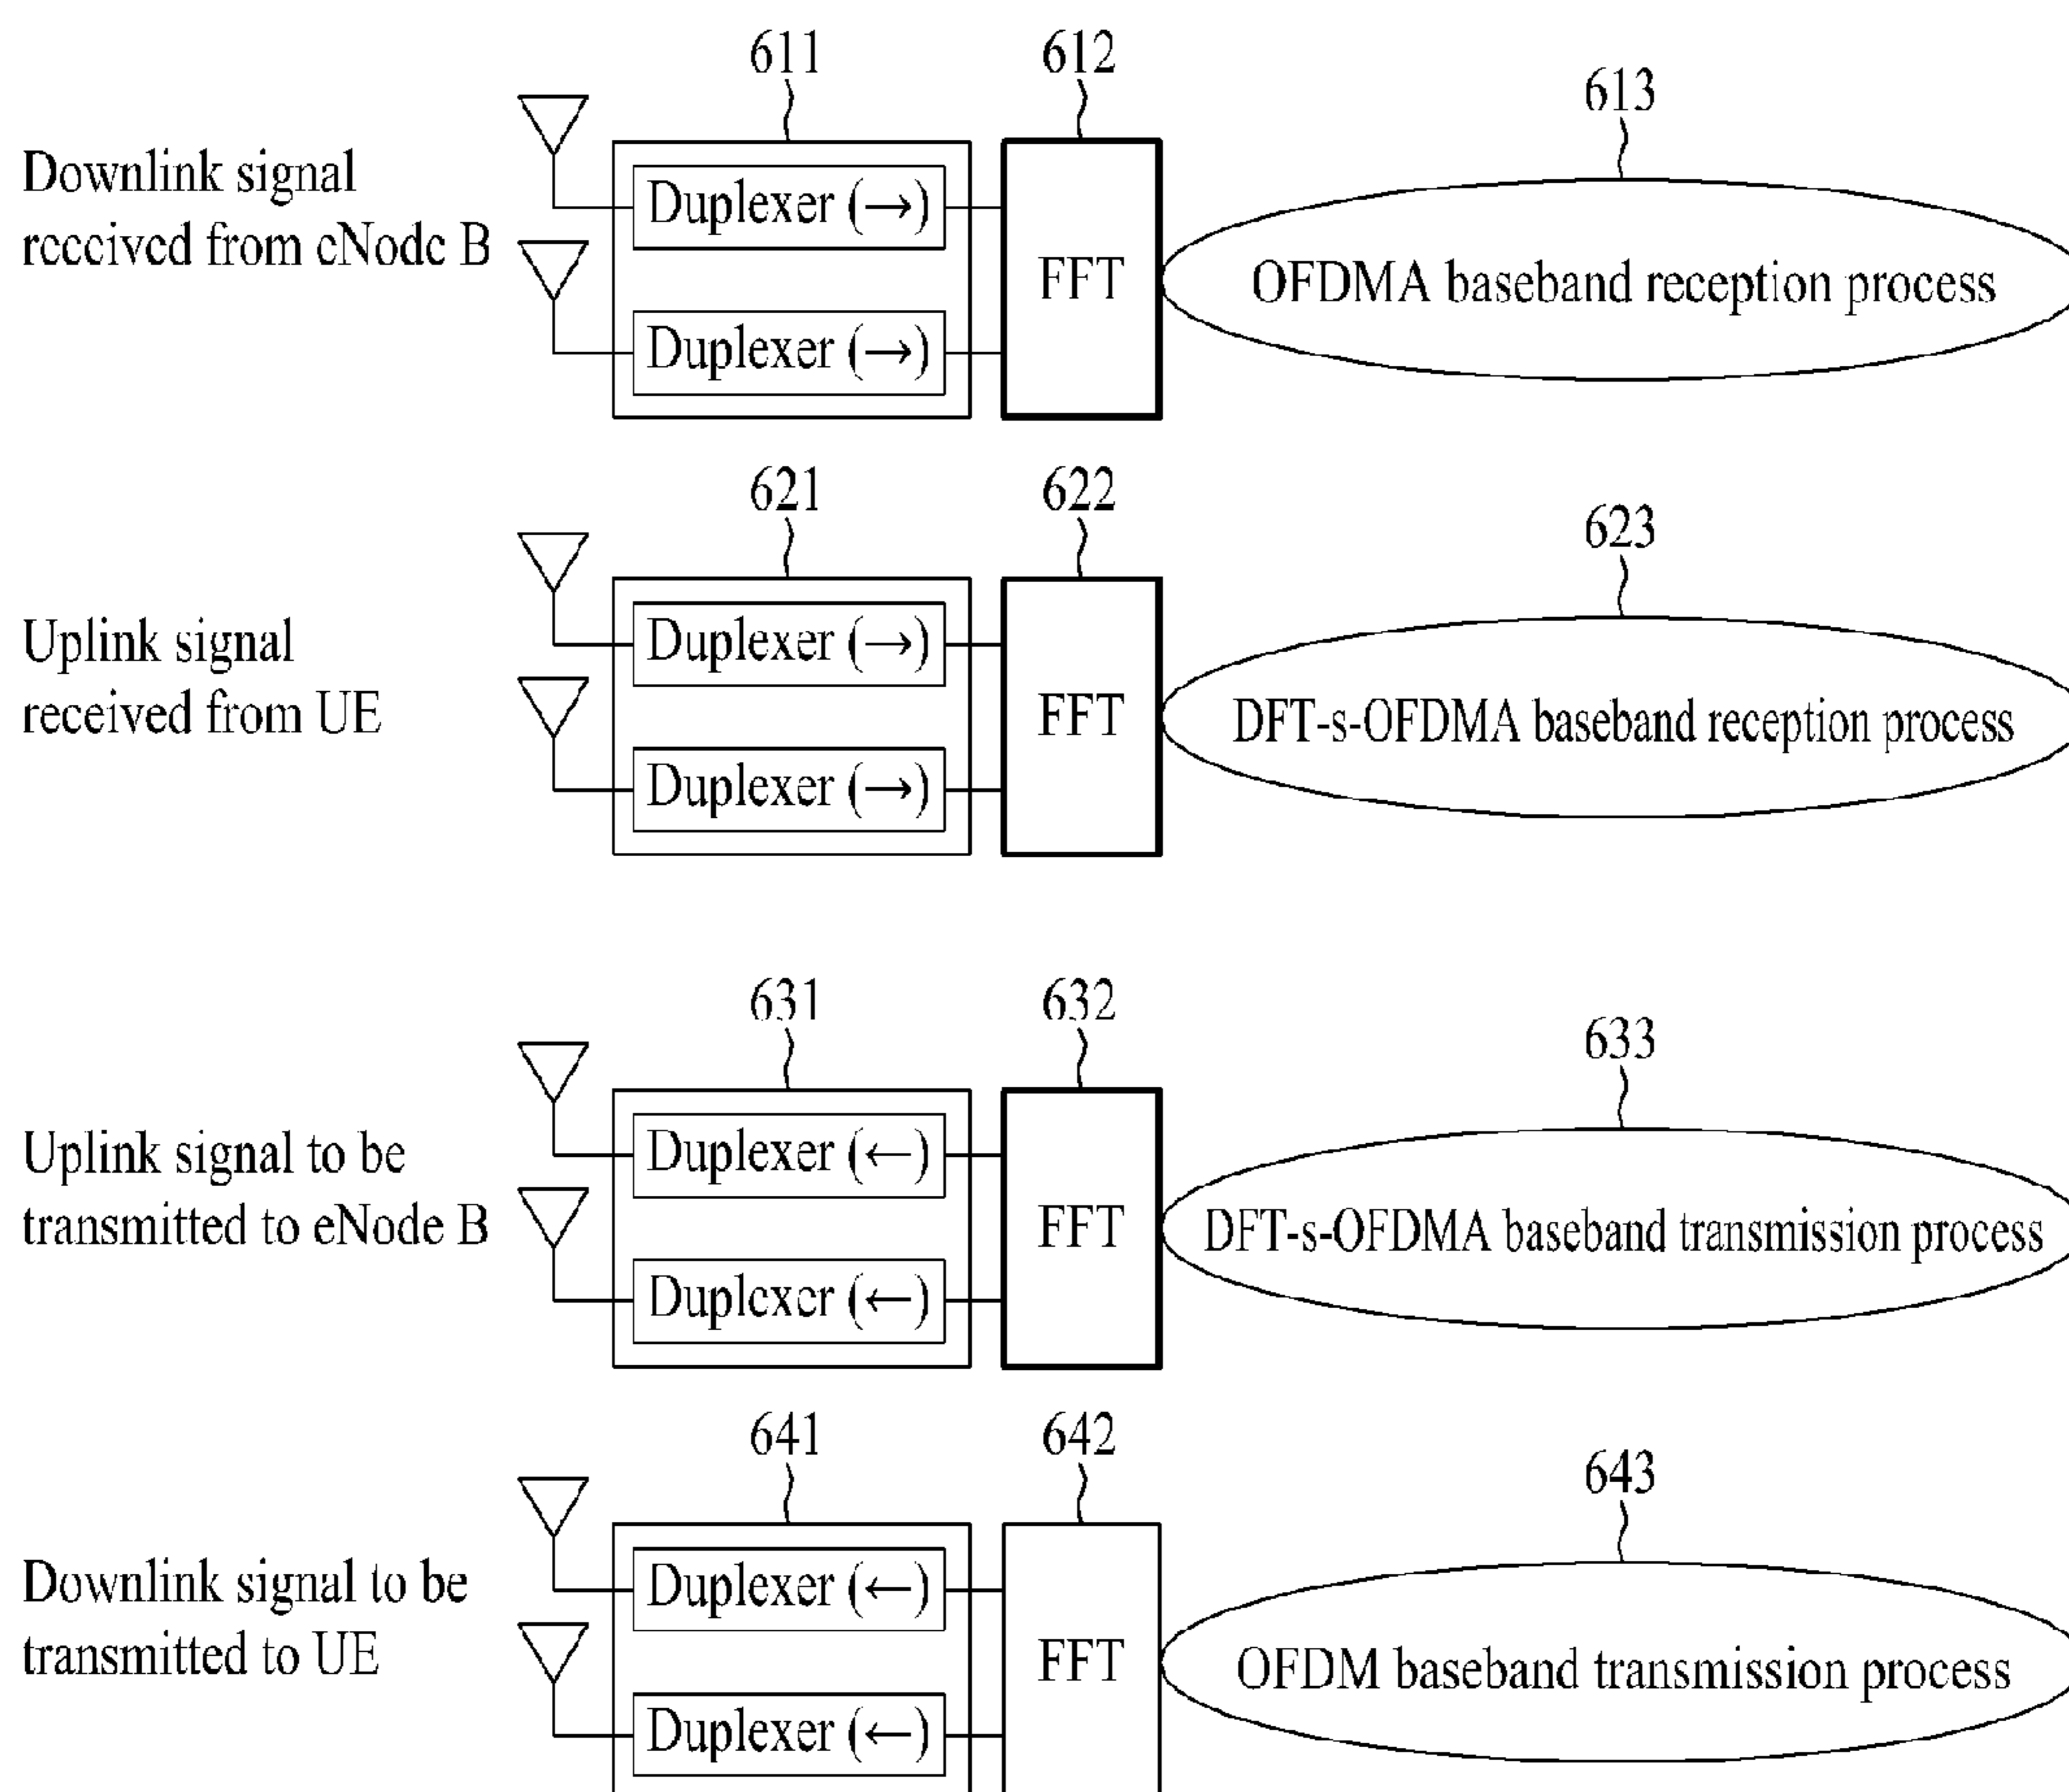 611
612
613
Downlink signal
received from eNode B
Duplexer (→)
Duplexer (→)
FFT
OFDMA baseband reception process
621
622
623
Uplink signal
received from UE
Duplexer (→)
Duplexer (→)
FFT
DFT-s-OFDMA baseband reception process
631
632
633
Uplink signal to be
transmitted to eNode B
Duplexer (←)
Duplexer (←)
FFT
DFT-s-OFDMA baseband transmission process
641
642
643
Downlink signal to be
transmitted to UE
Duplexer (←)
Duplexer (←)
FFT
OFDM baseband transmission process